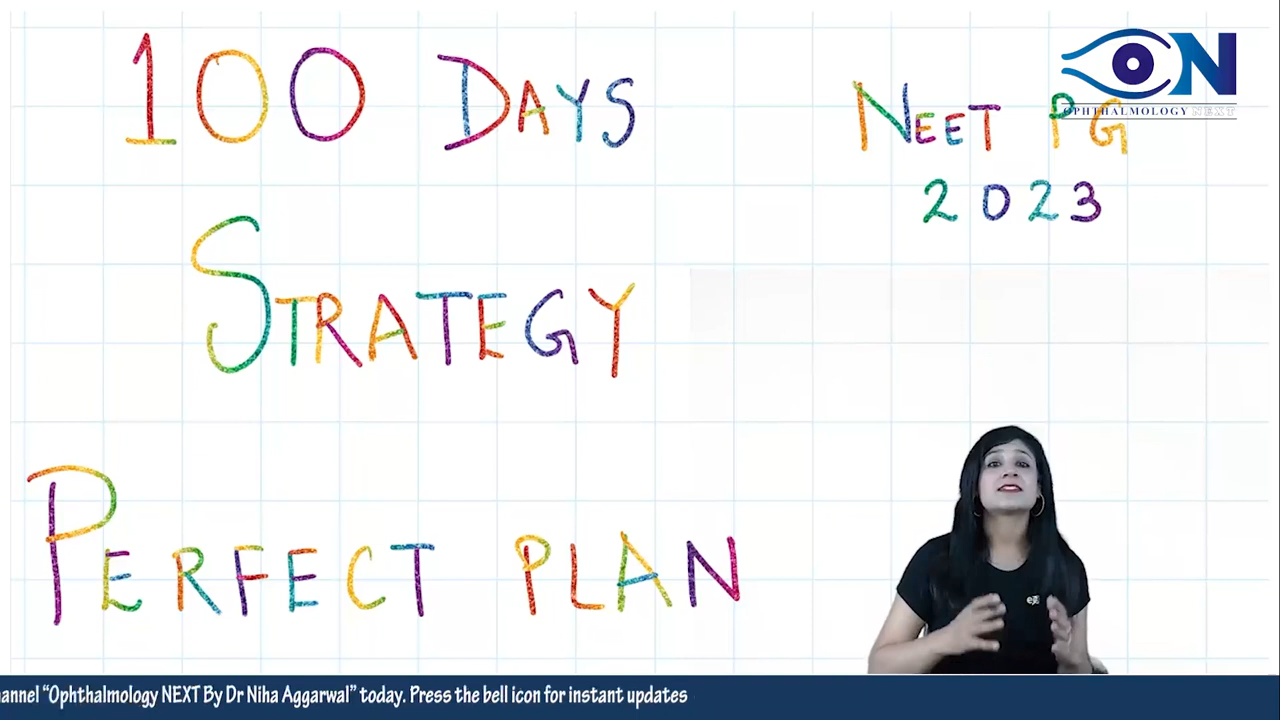 100 DAYS
STRATEGY
PERFECT PLAN
NEET PG
2023
ON
OPHTHALMOLOGY NEXT
annel “Ophthalmology NEXT By Dr Niha Aggarwal” today. Press the bell icon for instant updates